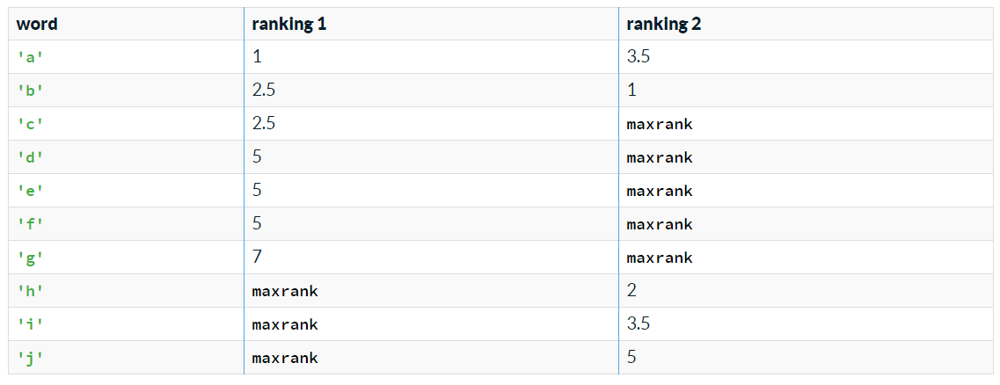 word ranking 1 ranking 2
'a' 1 3.5
'b' 2.5 1
'c' 2.5 maxrank
'd' 5 maxrank
'e' 5 maxrank
'f' 5 maxrank
'g' 7 maxrank
'h' maxrank 2
'i' maxrank 3.5
'j' maxrank 5